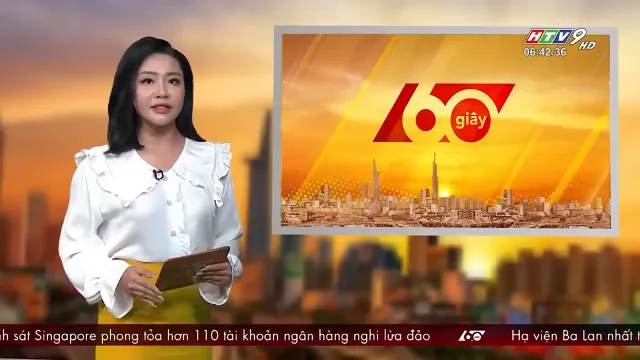 HTV9 HD
06:42:36
60 giây
nh sát Singapore phong tỏa hơn 110 tài khoản ngân hàng nghi lừa đảo 60 Hạ viện Ba Lan nhất t